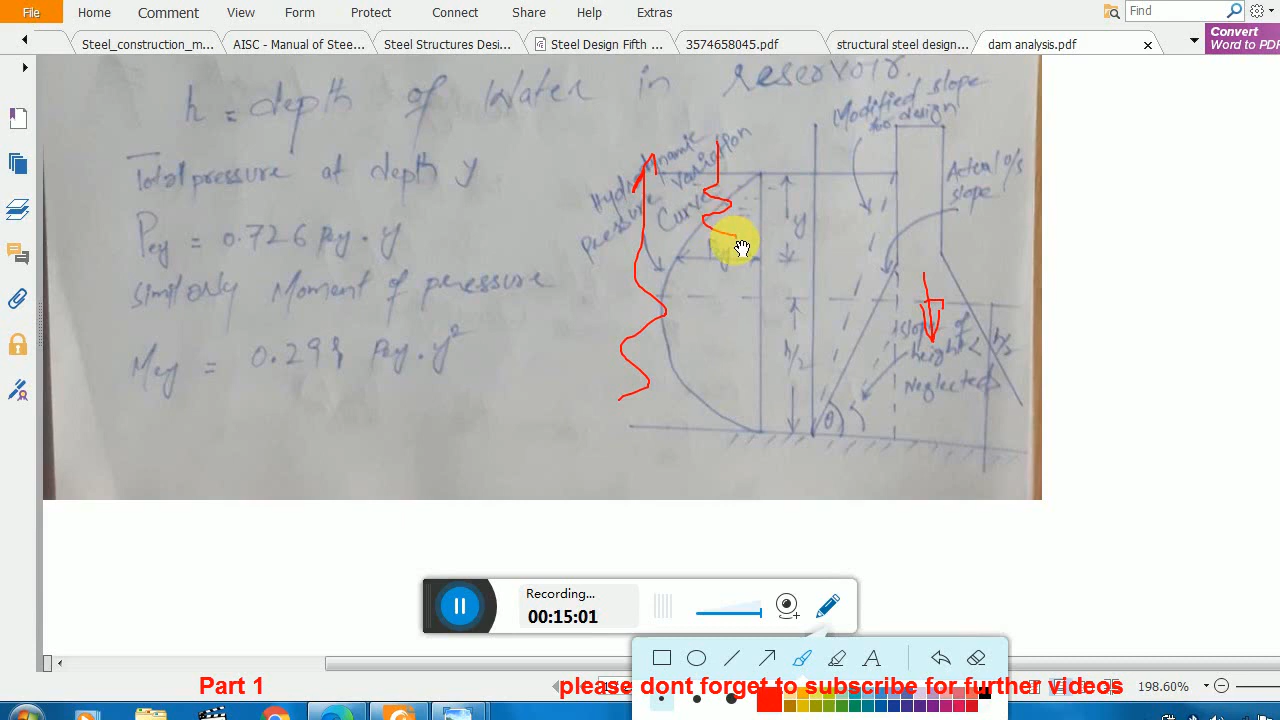 File Home Comment View Form Protect Connect Share Help Extras Find
Steel_construction_m... AISC - Manual of Stee... Steel Structures Desi... Steel Design Fifth ... 3574658045.pdf structural steel design... dam analysis.pdf
Convert
Word to PDF
h = depth of Water in reservoir.
Total pressure at depth y
Pey = 0.726 Pey . y
Similarly Moment of peressure
Mey = 0.299 Pey . y²
Hydrodynamic
pressure variation
Curve
y
h/2
Modified slope
for design
Actual u/s
slope
slope of
height <
Neglected
h/2
θ
Recording...
00:15:01
A
Part 1
please dont forget to subscribe for further videos
198.60%